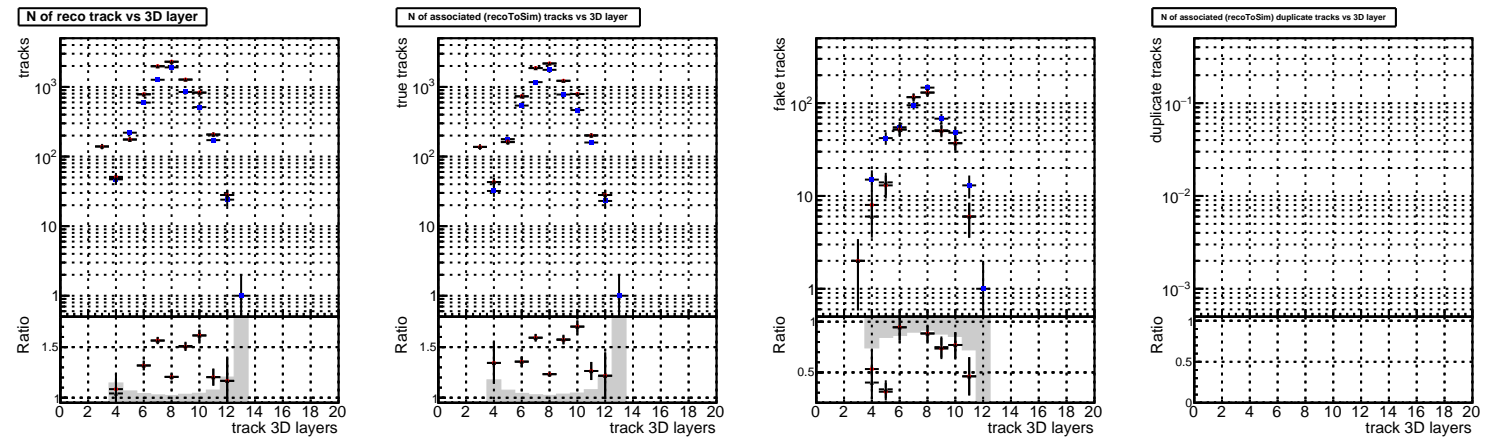 N of reco track vs 3D layer
tracks
10³
10²
10
1
Ratio
1.5
1
0 2 4 6 8 10 12 14 16 18 20
track 3D layers
N of associated (recoToSim) tracks vs 3D layer
true tracks
10³
10²
10
1
Ratio
1.5
1
0 2 4 6 8 10 12 14 16 18 20
track 3D layers
fake tracks
10²
10
1
Ratio
1
0.5
0 2 4 6 8 10 12 14 16 18 20
track 3D layers
N of associated (recoToSim) duplicate tracks vs 3D layer
duplicate tracks
10⁻¹
10⁻²
10⁻³
Ratio
1
0.5
0
0 2 4 6 8 10 12 14 16 18 20
track 3D layers